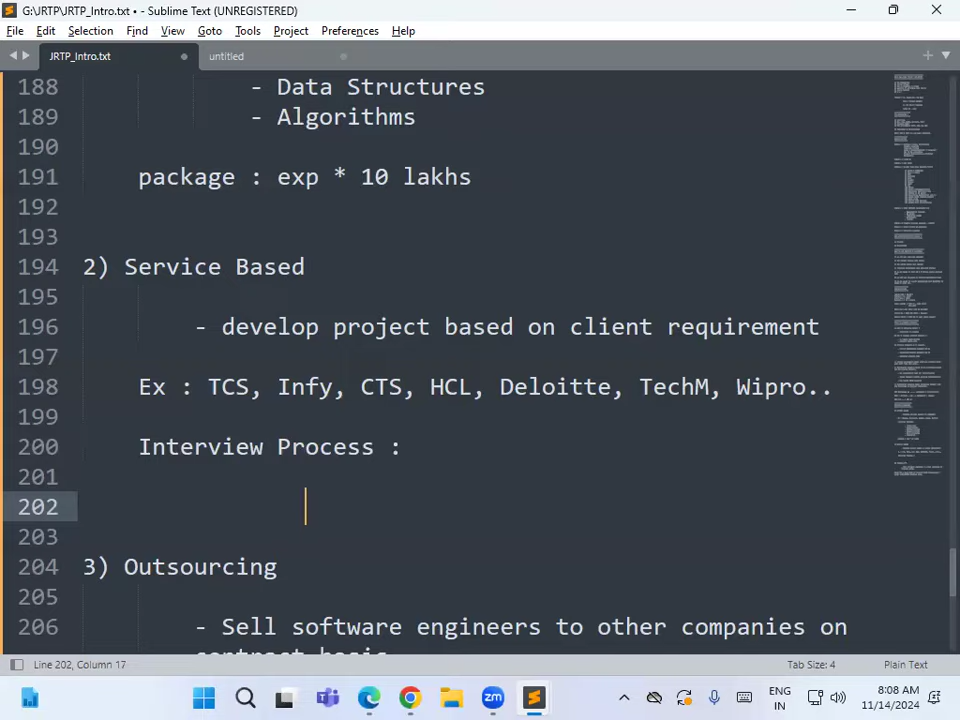 G:\JRTP\JRTP_Intro.txt • - Sublime Text (UNREGISTERED)
File Edit Selection Find View Goto Tools Project Preferences Help
JRTP_Intro.txt untitled
188 - Data Structures
189 - Algorithms
190
191 package : exp * 10 lakhs
192
193
194 2) Service Based
195
196 - develop project based on client requirement
197
198 Ex : TCS, Infy, CTS, HCL, Deloitte, TechM, Wipro..
199
200 Interview Process :
201
202
203
204 3) Outsourcing
205
206 - Sell software engineers to other companies on
contract basic
Line 202, Column 17 Tab Size: 4 Plain Text
ENG 8:08 AM
IN 11/14/2024